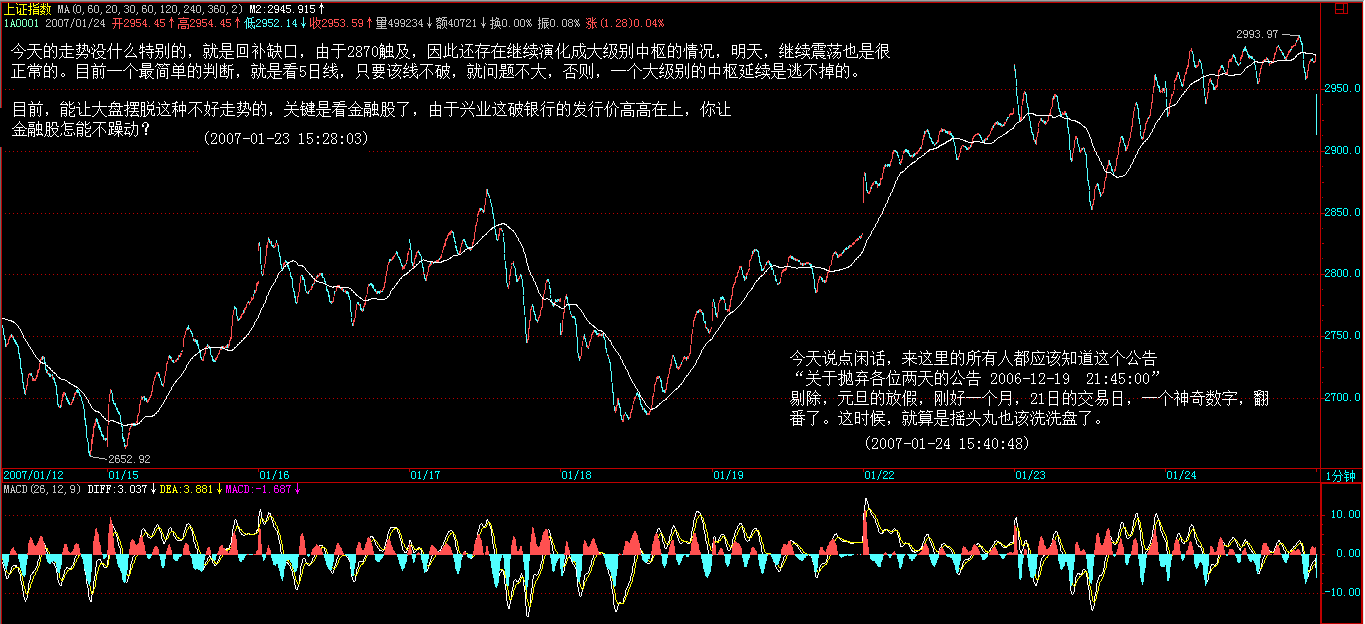 上证指数 MA(0,60,20,30,60,120,240,360,2) M2:2945.915↑
1A0001 2007/01/24 开2954.45↑高2954.45↑低2952.14↓收2953.59↑量499234↓额40721↓换0.00% 振0.08% 涨(1.28)0.04%
2993.97
今天的走势没什么特别的，就是回补缺口，由于2870触及，因此还存在继续演化成大级别中枢的情况，明天，继续震荡也是很
正常的。目前一个最简单的判断，就是看5日线，只要该线不破，就问题不大，否则，一个大级别的中枢延续是逃不掉的。
目前，能让大盘摆脱这种不好走势的，关键是看金融股了，由于兴业这破银行的发行价高高在上，你让
金融股怎能不躁动？
(2007-01-23 15:28:03)
2950.0
2900.0
2850.0
2800.0
2750.0
2700.0
今天说点闲话，来这里的所有人都应该知道这个公告
“关于抛弃各位两天的公告 2006-12-19 21:45:00”
剔除，元旦的放假，刚好一个月，21日的交易日，一个神奇数字，翻
番了。这时候，就算是摇头丸也该洗洗盘了。
(2007-01-24 15:40:48)
2652.92
2007/01/12 01/15 01/16 01/17 01/18 01/19 01/22 01/23 01/24 1分钟
MACD(26,12,9) DIFF:3.037↓DEA:3.881↓MACD:-1.687↓
10.00
0.00
-10.00